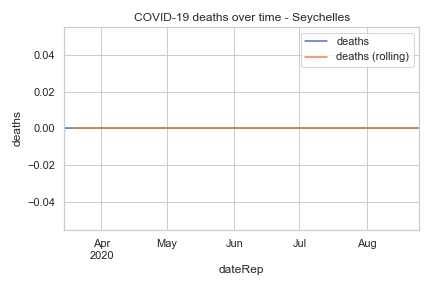 COVID-19 deaths over time - Seychelles
deaths
deaths (rolling)
0.04
0.02
0.00
−0.02
−0.04
deaths
Apr
2020
May
Jun
Jul
Aug
dateRep